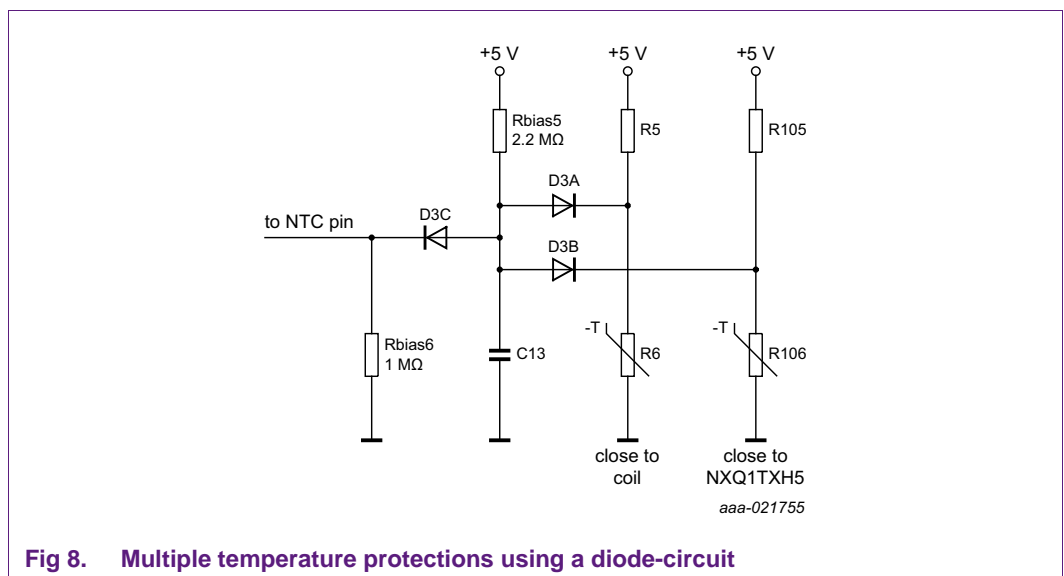 +5 V
+5 V
+5 V
Rbias5
2.2 MΩ
R5
R105
D3A
to NTC pin
D3C
D3B
-T
-T
Rbias6
1 MΩ
C13
R6
R106
close to
coil
close to
NXQ1TXH5
aaa-021755
Fig 8. Multiple temperature protections using a diode-circuit